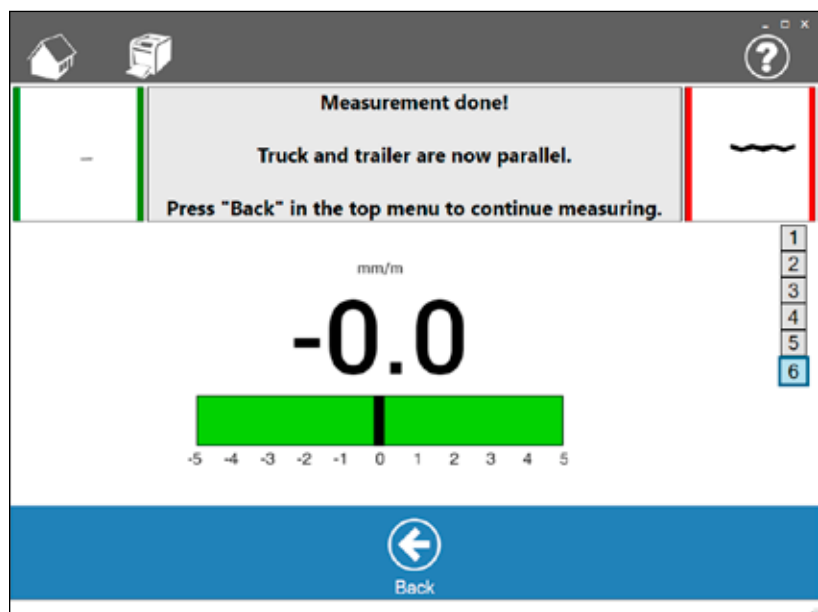 ?
Measurement done!
Truck and trailer are now parallel.
Press "Back" in the top menu to continue measuring.
1
2
3
4
5
6
mm/m
-0.0
-5 -4 -3 -2 -1 0 1 2 3 4 5
Back